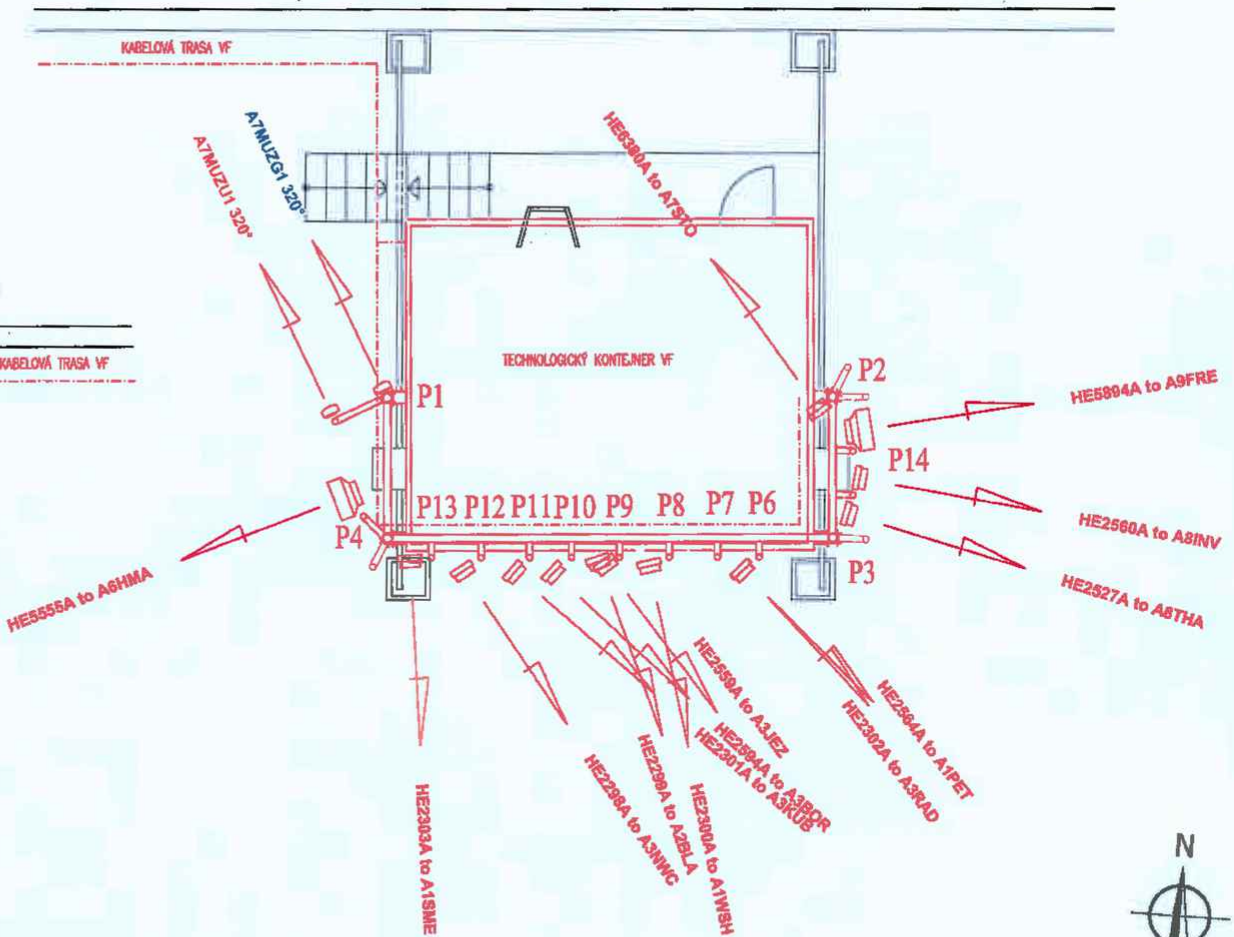 KABELOVÁ TRASA VF
A7MUZG1 320°
A7MUZU1 320°
HE6380A to A7STO
KABELOVÁ TRASA VF
TECHNOLOGICKÝ KONTEJNER VF
P1
P2
HE5894A to A9FRE
P14
P13 P12 P11 P10 P9 P8 P7 P6
P4
P3
HE2560A to A8INV
HE2527A to A8THA
HE5555A to A6HMA
HE2559A to A3JEZ
HE2564A to A1PET
HE2302A to A3RAD
HE2594A to A3BOR
HE2301A to A3KUB
HE2300A to A1WSH
HE2299A to A2BLA
HE2298A to A3NWC
HE2303A to A1SME
N